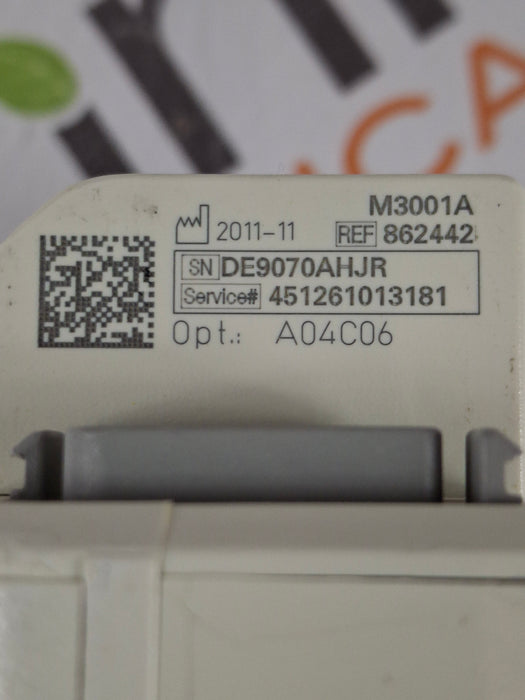 M3001A
2011-11 REF 862442
SN DE9070AHJR
Service# 451261013181
Opt.: A04C06